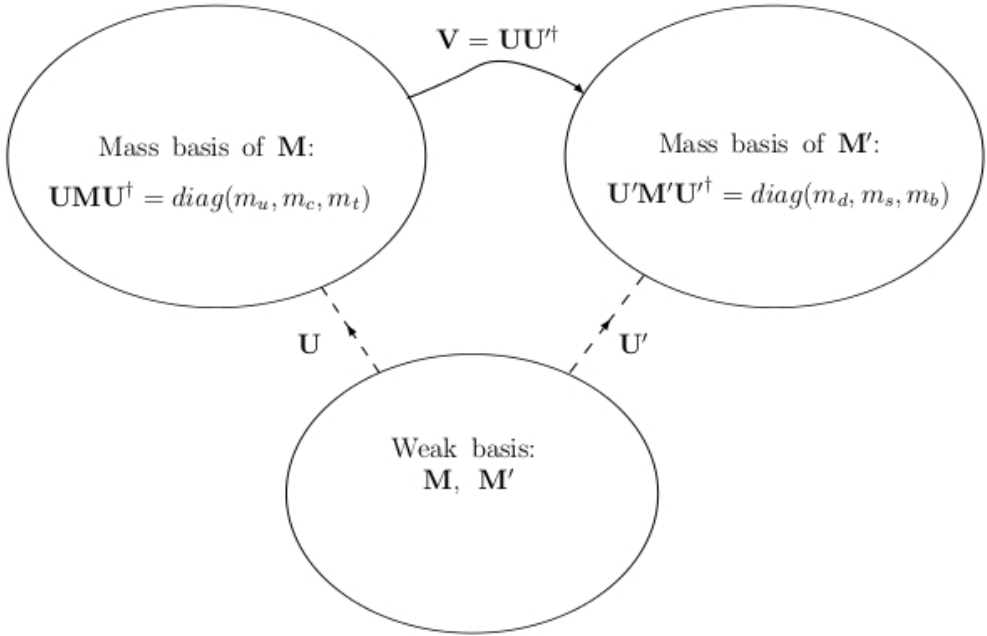 V = UU′†
Mass basis of M:
UMU† = diag(m_u, m_c, m_t)
Mass basis of M′:
U′M′U′† = diag(m_d, m_s, m_b)
U
U′
Weak basis:
M, M′